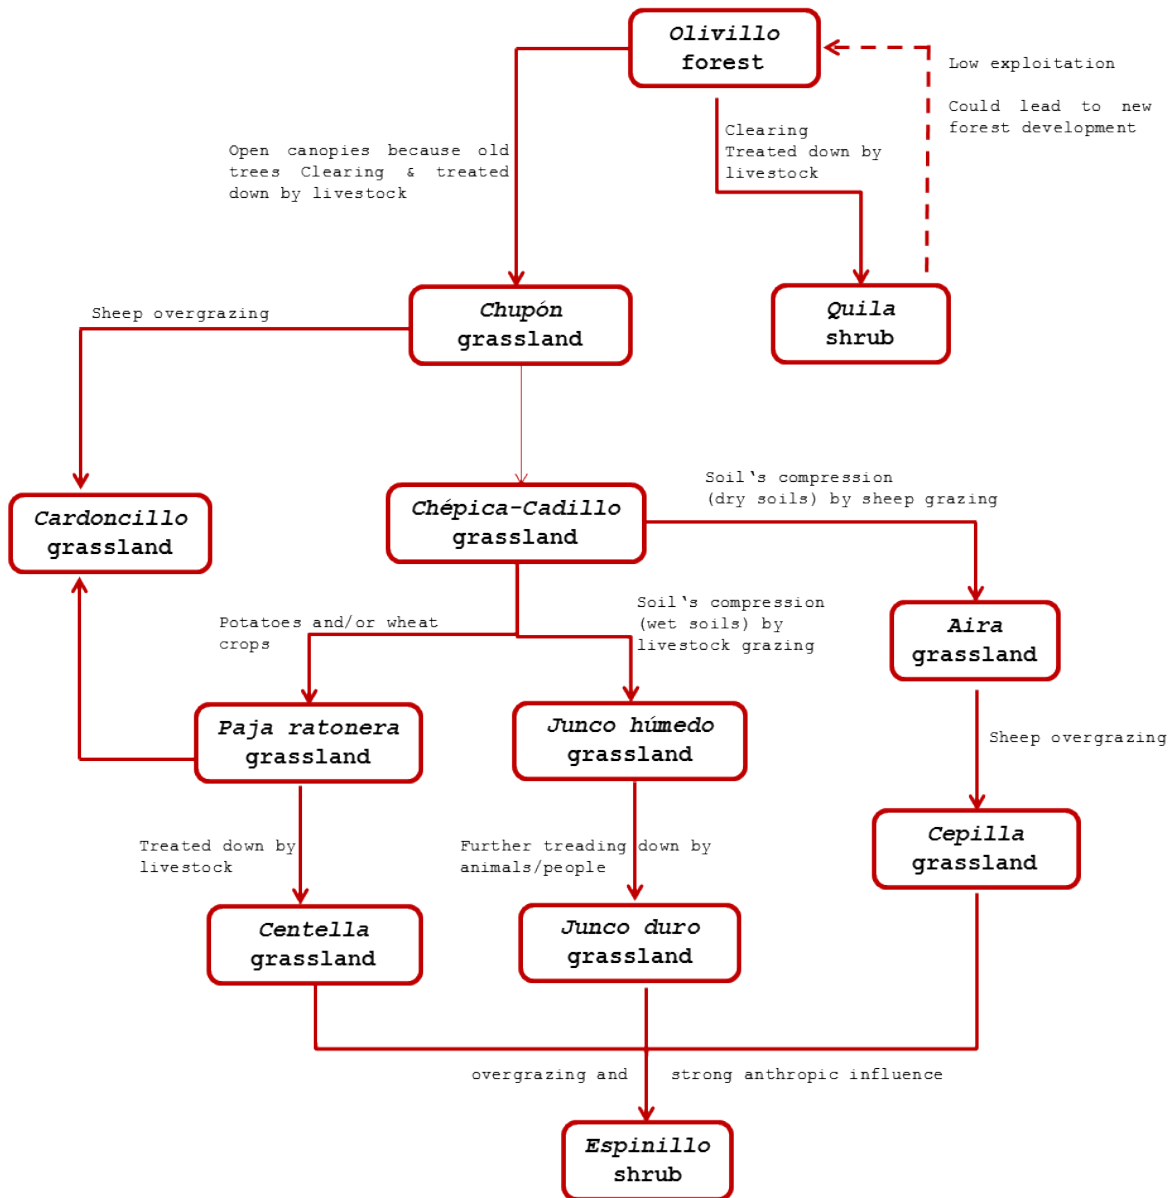 Olivillo
forest
Low exploitation
Could lead to new
forest development
Clearing
Treated down by
livestock
Open canopies because old
trees Clearing & treated
down by livestock
Sheep overgrazing
Chupón
grassland
Quila
shrub
Cardoncillo
grassland
Chépica-Cadillo
grassland
Soil's compression
(dry soils) by sheep grazing
Potatoes and/or wheat
crops
Soil's compression
(wet soils) by
livestock grazing
Aira
grassland
Paja ratonera
grassland
Junco húmedo
grassland
Sheep overgrazing
Treated down by
livestock
Further treading down by
animals/people
Cepilla
grassland
Centella
grassland
Junco duro
grassland
overgrazing and strong anthropic influence
Espinillo
shrub